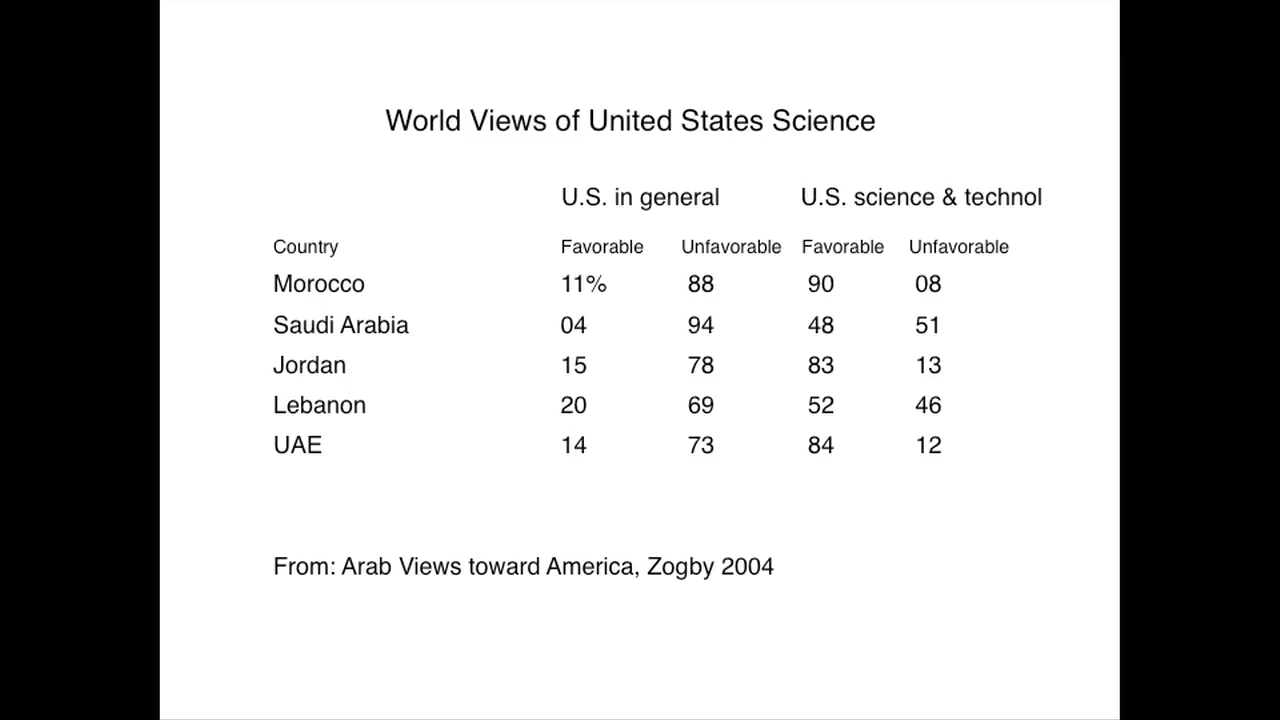 World Views of United States Science
U.S. in general U.S. science & technol
Country Favorable Unfavorable Favorable Unfavorable
Morocco 11% 88 90 08
Saudi Arabia 04 94 48 51
Jordan 15 78 83 13
Lebanon 20 69 52 46
UAE 14 73 84 12
From: Arab Views toward America, Zogby 2004